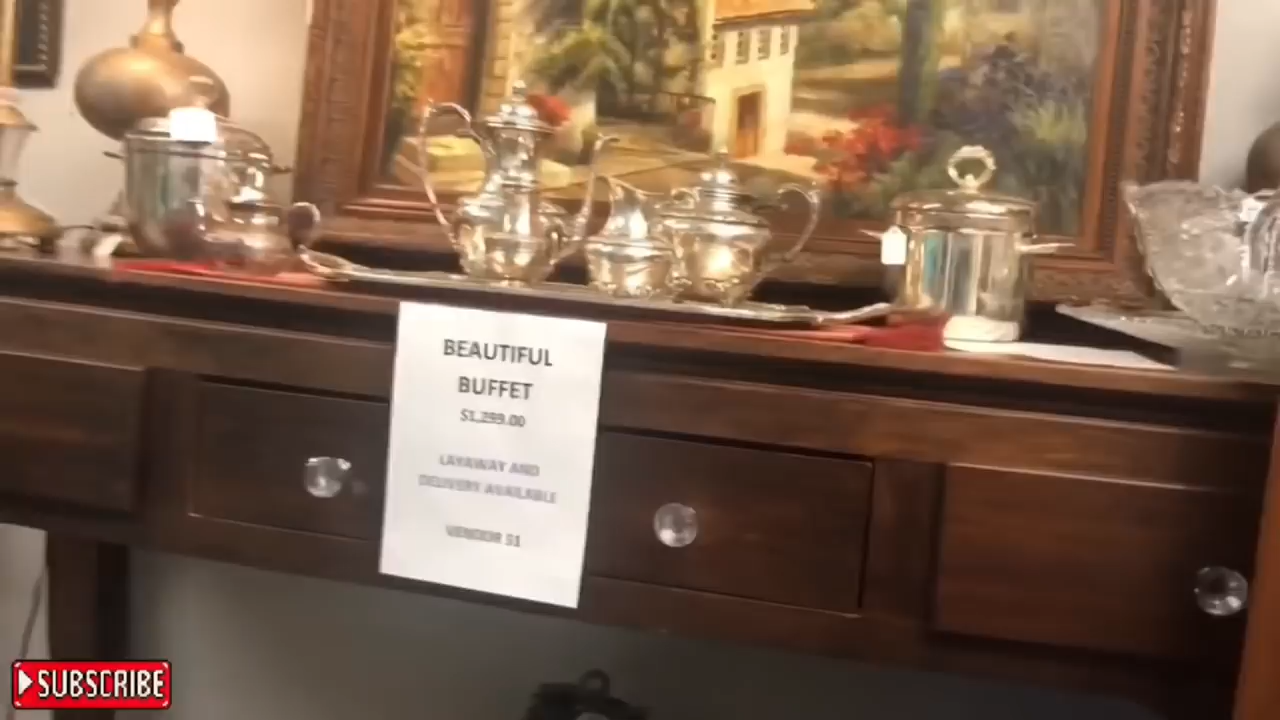 BEAUTIFUL
BUFFET
$1,299.00
LAYAWAY AND
DELIVERY AVAILABLE
VENDOR 51
SUBSCRIBE